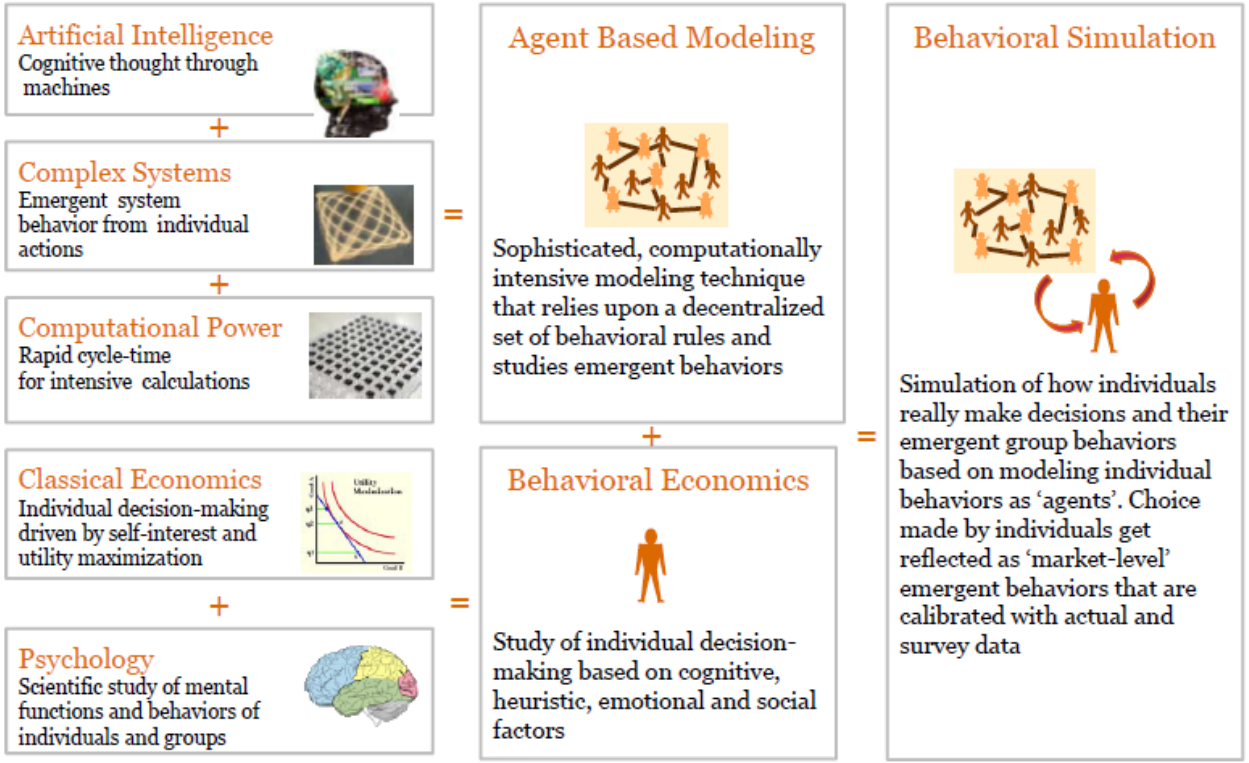 Artificial Intelligence
Cognitive thought through
machines
+
Complex Systems
Emergent system
behavior from individual
actions
+
Computational Power
Rapid cycle-time
for intensive calculations
=
Agent Based Modeling
Sophisticated, computationally
intensive modeling technique
that relies upon a decentralized
set of behavioral rules and
studies emergent behaviors
+
Classical Economics
Individual decision-making
driven by self-interest and
utility maximization
Utility
Maximization
+
Psychology
Scientific study of mental
functions and behaviors of
individuals and groups
=
Behavioral Economics
Study of individual decision-
making based on cognitive,
heuristic, emotional and social
factors
=
Behavioral Simulation
Simulation of how individuals
really make decisions and their
emergent group behaviors
based on modeling individual
behaviors as ‘agents’. Choice
made by individuals get
reflected as ‘market-level’
emergent behaviors that are
calibrated with actual and
survey data